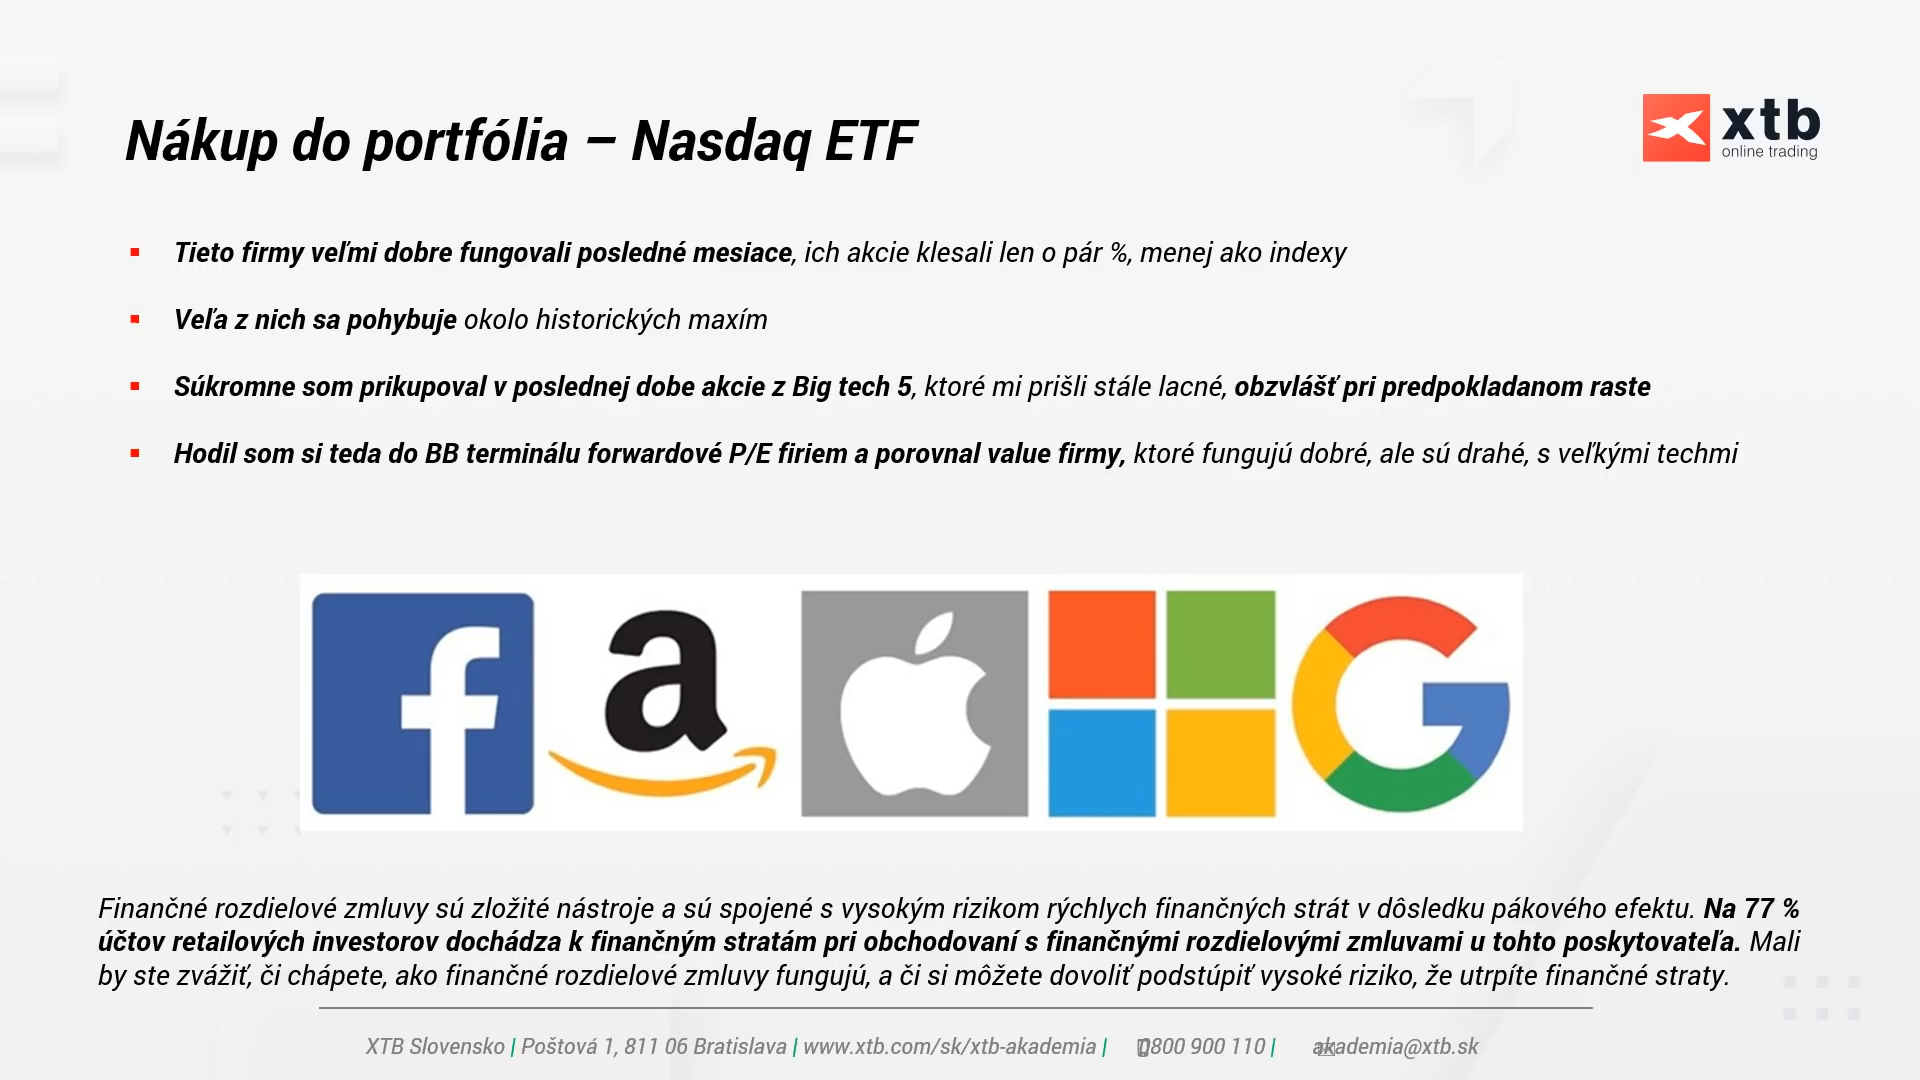 Nákup do portfólia – Nasdaq ETF
xtb
online trading
Tieto firmy veľmi dobre fungovali posledné mesiace, ich akcie klesali len o pár %, menej ako indexy
Veľa z nich sa pohybuje okolo historických maxím
Súkromne som prikupoval v poslednej dobe akcie z Big tech 5, ktoré mi prišli stále lacné, obzvlášť pri predpokladanom raste
Hodil som si teda do BB terminálu forwardové P/E firiem a porovnal value firmy, ktoré fungujú dobré, ale sú drahé, s veľkými techmi
Finančné rozdielové zmluvy sú zložité nástroje a sú spojené s vysokým rizikom rýchlych finančných strát v dôsledku pákového efektu. Na 77 %
účtov retailových investorov dochádza k finančným stratám pri obchodovaní s finančnými rozdielovými zmluvami u tohto poskytovateľa. Mali
by ste zvážiť, či chápete, ako finančné rozdielové zmluvy fungujú, a či si môžete dovoliť podstúpiť vysoké riziko, že utrpíte finančné straty.
XTB Slovensko | Poštová 1, 811 06 Bratislava | www.xtb.com/sk/xtb-akademia | 0800 900 110 | akademia@xtb.sk